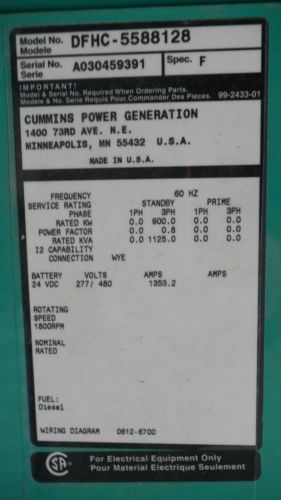 Model No. DFHC-5588128
Modele
Serial No. A030459391 Spec. F
Serie
IMPORTANT!
Model & Serial No. Required When Ordering Parts.
Modele & No. Serie Requis Pour Commander Des Pieces. 99-2433-01
CUMMINS POWER GENERATION
1400 73RD AVE. N.E.
MINNEAPOLIS, MN 55432 U.S.A.
MADE IN U.S.A.
FREQUENCY 60 HZ
SERVICE RATING STANDBY PRIME
PHASE 1PH 3PH 1PH 3PH
RATED KW 0.0 900.0 0.0 0.0
POWER FACTOR 0.0 0.8 0.0 0.0
RATED KVA 0.0 1125.0 0.0 0.0
I2 CAPABILITY
CONNECTION WYE
BATTERY VOLTS AMPS AMPS
24 VDC 277/ 480 1353.2
ROTATING
SPEED
1800RPM
NOMINAL
RATED
FUEL:
Diesel
WIRING DIAGRAM 0612-6700
CSA For Electrical Equipment Only
Pour Material Electrique Seulement